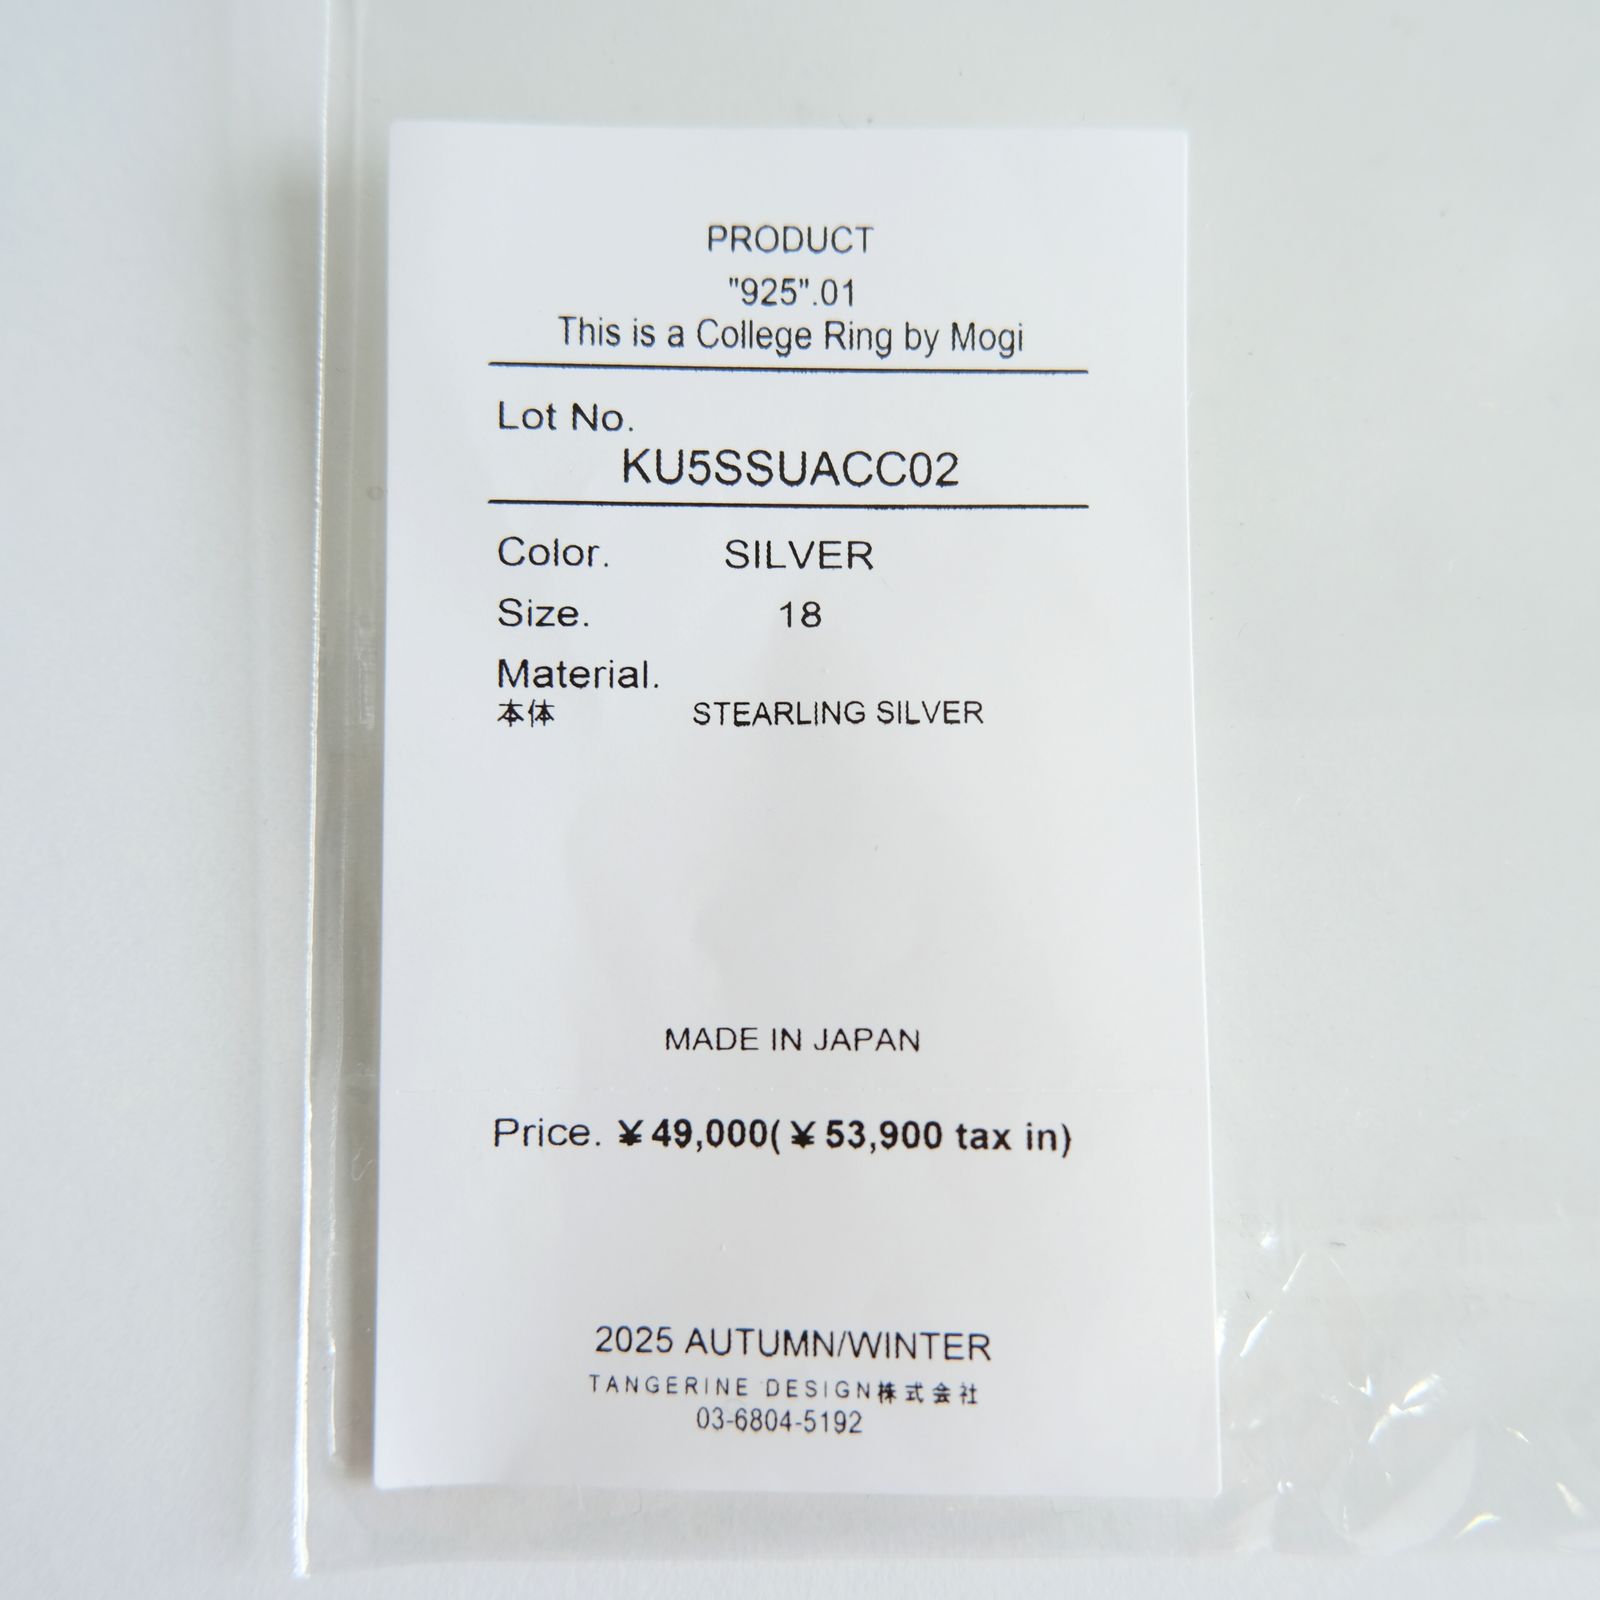 PRODUCT
"925".01
This is a College Ring by Mogi
Lot No.
KU5SSUACC02
Color. SILVER
Size. 18
Material.
本体 STEARLING SILVER
MADE IN JAPAN
Price. ¥49,000(¥53,900 tax in)
2025 AUTUMN/WINTER
TANGERINE DESIGN株式会社
03-6804-5192